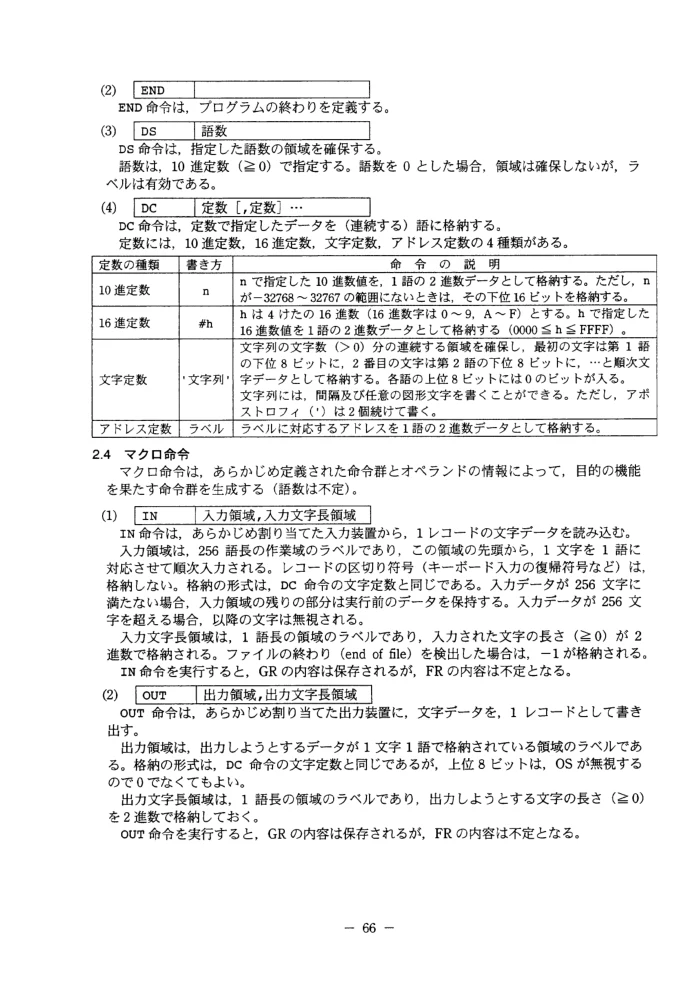 (2) END
END 命令は，プログラムの終わりを定義する。
(3) DS 語数
DS 命令は，指定した語数の領域を確保する。
語数は，10 進定数（≧0）で指定する。語数を 0 とした場合，領域は確保しないが，ラ
ベルは有効である。
(4) DC 定数［,定数］…
DC 命令は，定数で指定したデータを（連続する）語に格納する。
定数には，10 進定数，16 進定数，文字定数，アドレス定数の 4 種類がある。
定数の種類 書き方 命令の説明
10 進定数 n n で指定した 10 進数値を，1 語の 2 進数データとして格納する。ただし，n
が－32768～32767 の範囲にないときは，その下位 16 ビットを格納する。
16 進定数 #h h は 4 けたの 16 進数（16 進数字は 0～9，A～F）とする。h で指定した
16 進数値を 1 語の 2 進数データとして格納する（0000≦h≦FFFF）。
文字定数 '文字列' 文字列の文字数（＞0）分の連続する領域を確保し，最初の文字は第 1 語
の下位 8 ビットに，2 番目の文字は第 2 語の下位 8 ビットに，…と順次文
字データとして格納する。各語の上位 8 ビットには 0 のビットが入る。
文字列には，間隔及び任意の図形文字を書くことができる。ただし，アポ
ストロフィ（'）は 2 個続けて書く。
アドレス定数 ラベル ラベルに対応するアドレスを 1 語の 2 進数データとして格納する。
2.4 マクロ命令
マクロ命令は，あらかじめ定義された命令群とオペランドの情報によって，目的の機能
を果たす命令群を生成する（語数は不定）。
(1) IN 入力領域,入力文字長領域
IN 命令は，あらかじめ割り当てた入力装置から，1 レコードの文字データを読み込む。
入力領域は，256 語長の作業域のラベルであり，この領域の先頭から，1 文字を 1 語に
対応させて順次入力される。レコードの区切り符号（キーボード入力の復帰符号など）は，
格納しない。格納の形式は，DC 命令の文字定数と同じである。入力データが 256 文字に
満たない場合，入力領域の残りの部分は実行前のデータを保持する。入力データが 256 文
字を超える場合，以降の文字は無視される。
入力文字長領域は，1 語長の領域のラベルであり，入力された文字の長さ（≧0）が 2
進数で格納される。ファイルの終わり（end of file）を検出した場合は，－1 が格納される。
IN 命令を実行すると，GR の内容は保存されるが，FR の内容は不定となる。
(2) OUT 出力領域,出力文字長領域
OUT 命令は，あらかじめ割り当てた出力装置に，文字データを，1 レコードとして書き
出す。
出力領域は，出力しようとするデータが 1 文字 1 語で格納されている領域のラベルであ
る。格納の形式は，DC 命令の文字定数と同じであるが，上位 8 ビットは，OS が無視する
ので 0 でなくてもよい。
出力文字長領域は，1 語長の領域のラベルであり，出力しようとする文字の長さ（≧0）
を 2 進数で格納しておく。
OUT 命令を実行すると，GR の内容は保存されるが，FR の内容は不定となる。
－ 66 －